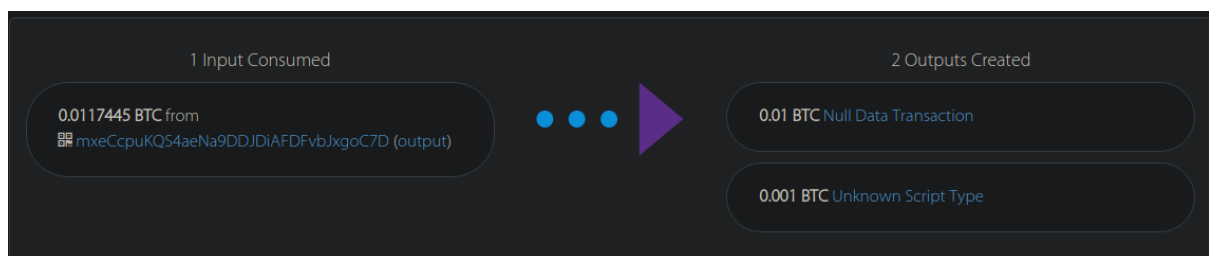 1 Input Consumed
0.0117445 BTC from
mxeCcpuKQS4aeNa9DDJDiAFDFvbJxgoC7D (output)
2 Outputs Created
0.01 BTC Null Data Transaction
0.001 BTC Unknown Script Type